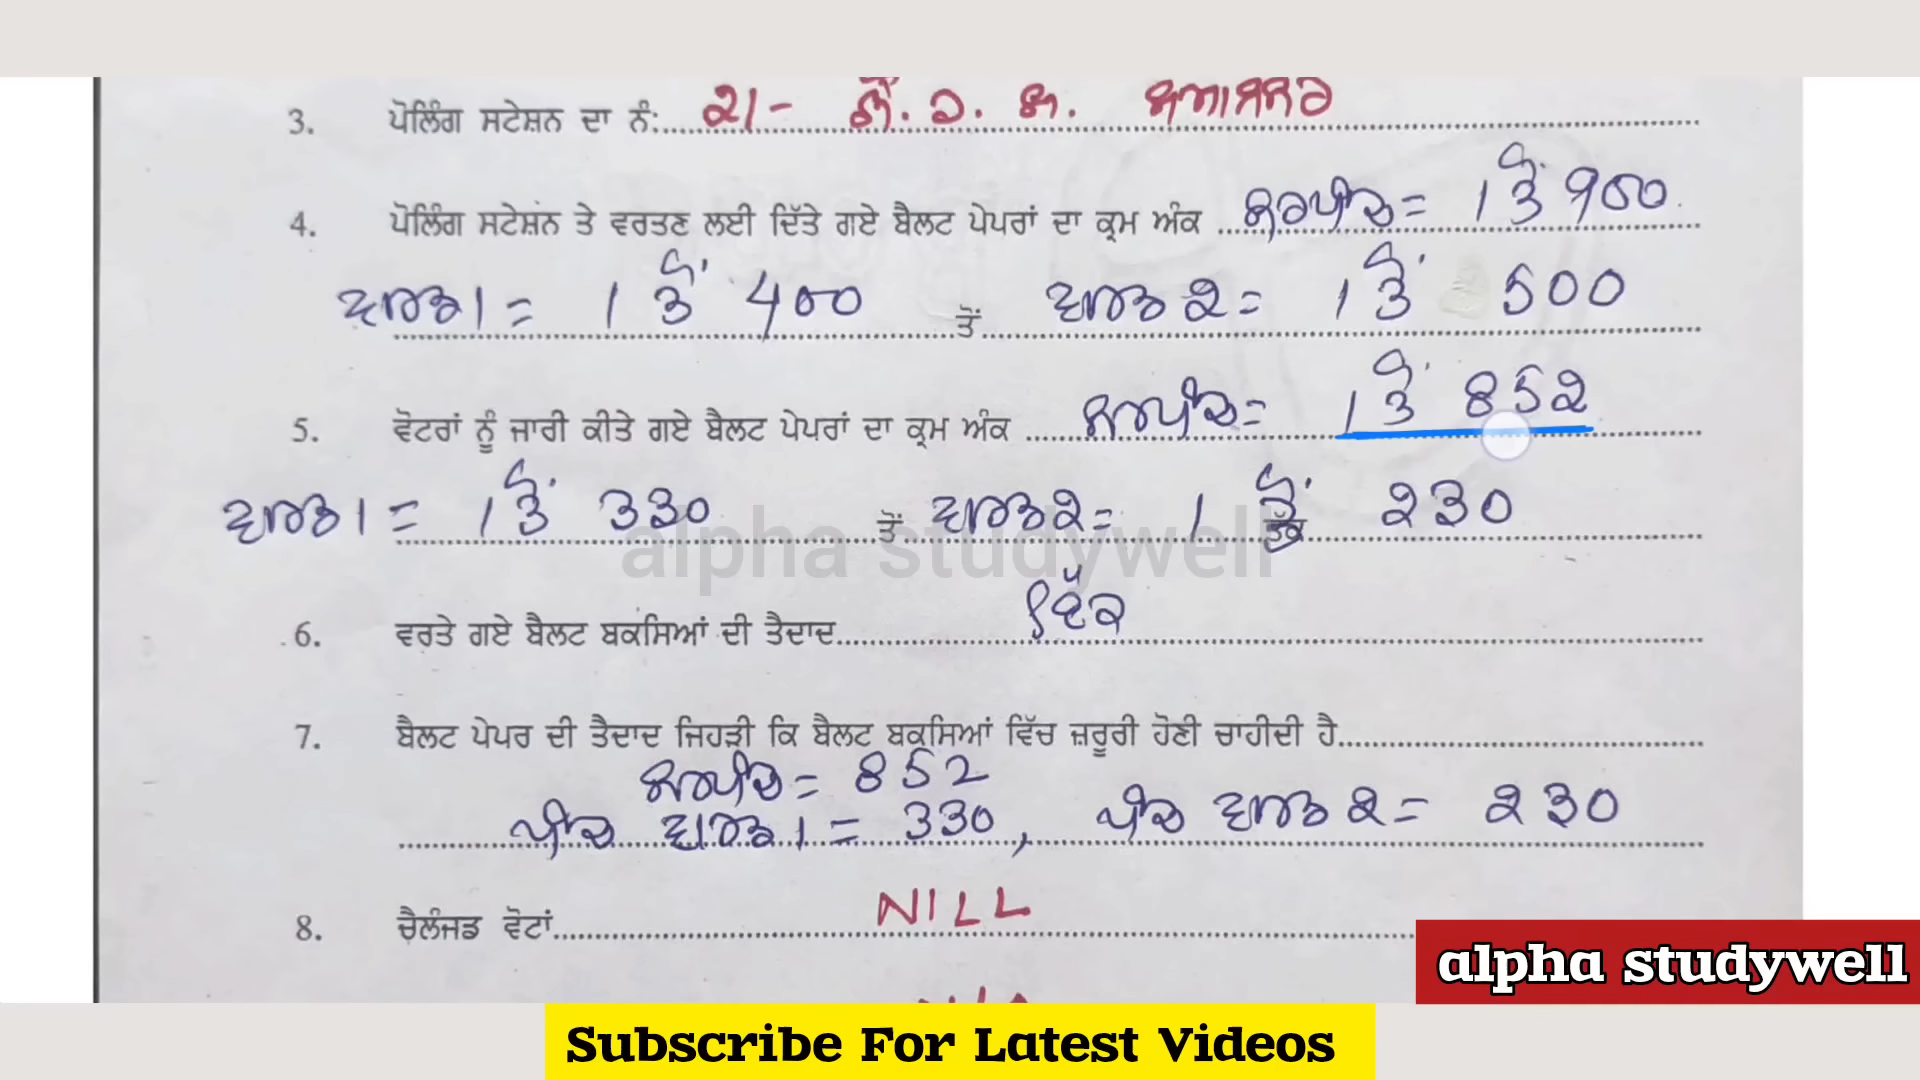 3. ਪੋਲਿੰਗ ਸਟੇਸ਼ਨ ਦਾ ਨੰ: 21-
4. ਪੋਲਿੰਗ ਸਟੇਸ਼ਨ ਤੇ ਵਰਤਣ ਲਈ ਦਿੱਤੇ ਗਏ ਬੈਲਟ ਪੇਪਰਾਂ ਦਾ ਕ੍ਰਮ ਅੰਕ ਸਰਪੰਚ = 1 ਤੋਂ 900
ਵਾਰਡ 1 = 1 ਤੋਂ 400 ਤੋਂ ਵਾਰਡ 2 = 1 ਤੋਂ 500
5. ਵੋਟਰਾਂ ਨੂੰ ਜਾਰੀ ਕੀਤੇ ਗਏ ਬੈਲਟ ਪੇਪਰਾਂ ਦਾ ਕ੍ਰਮ ਅੰਕ ਸਰਪੰਚ = 1 ਤੋਂ 852
ਵਾਰਡ 1 = 1 ਤੋਂ 330 ਤੋਂ ਵਾਰਡ 2 = 1 ਤੋਂ ਤੱਕ 230
alpha studywell
6. ਵਰਤੇ ਗਏ ਬੈਲਟ ਬਕਸਿਆਂ ਦੀ ਤੈਦਾਦ ਇੱਕ
7. ਬੈਲਟ ਪੇਪਰ ਦੀ ਤੈਦਾਦ ਜਿਹੜੀ ਕਿ ਬੈਲਟ ਬਕਸਿਆਂ ਵਿੱਚ ਜ਼ਰੂਰੀ ਹੋਣੀ ਚਾਹੀਦੀ ਹੈ
ਸਰਪੰਚ = 852
ਪੰਚ ਵਾਰਡ 1 = 330, ਪੰਚ ਵਾਰਡ 2 = 230
8. ਚੈਲੰਜਡ ਵੋਟਾਂ NILL
alpha studywell
Subscribe For Latest Videos